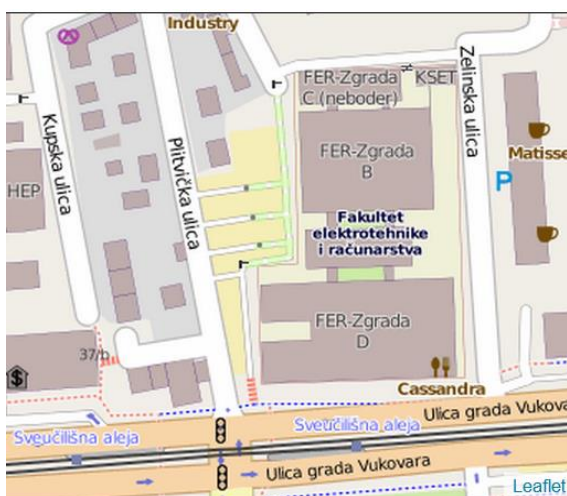 Industry
FER-Zgrada
C (neboder)
KSET
Zelinska ulica
Kupska ulica
Plitvička ulica
FER-Zgrada
B
Matisse
HEP
P
Fakultet
elektrotehnike
i računarstva
FER-Zgrada
D
37/b
$
Cassandra
Ulica grada Vukovara
Sveučilišna aleja
Sveučilišna aleja
Ulica grada Vukovara
Leaflet